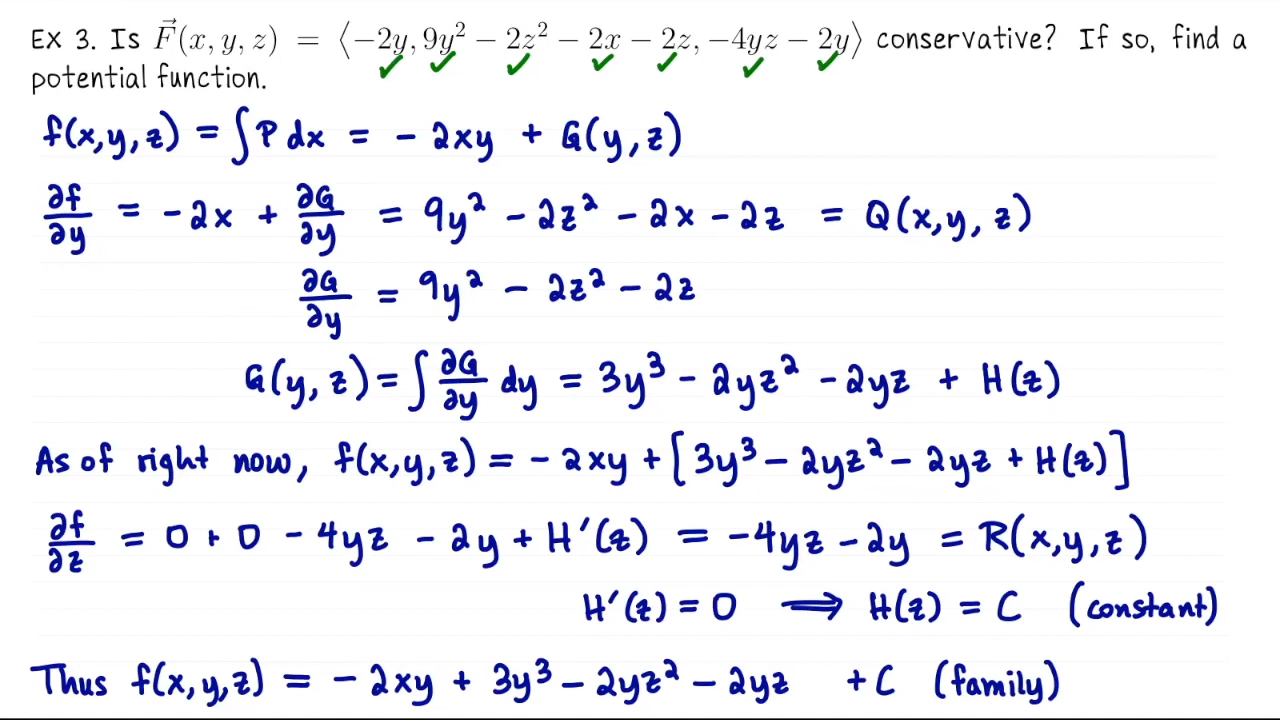 Ex 3. Is F⃗(x, y, z) = ⟨−2y, 9y² − 2z² − 2x − 2z, −4yz − 2y⟩ conservative? If so, find a
potential function.
f(x,y,z) = ∫P dx = − 2xy + G(y,z)
∂f/∂y = −2x + ∂G/∂y = 9y² − 2z² − 2x − 2z = Q(x,y,z)
∂G/∂y = 9y² − 2z² − 2z
G(y,z) = ∫ ∂G/∂y dy = 3y³ − 2yz² − 2yz + H(z)
As of right now, f(x,y,z) = − 2xy + [3y³ − 2yz² − 2yz + H(z)]
∂f/∂z = 0 + 0 − 4yz − 2y + H′(z) = −4yz − 2y = R(x,y,z)
H′(z) = 0 ⟹ H(z) = C (constant)
Thus f(x,y,z) = − 2xy + 3y³ − 2yz² − 2yz + C (family)